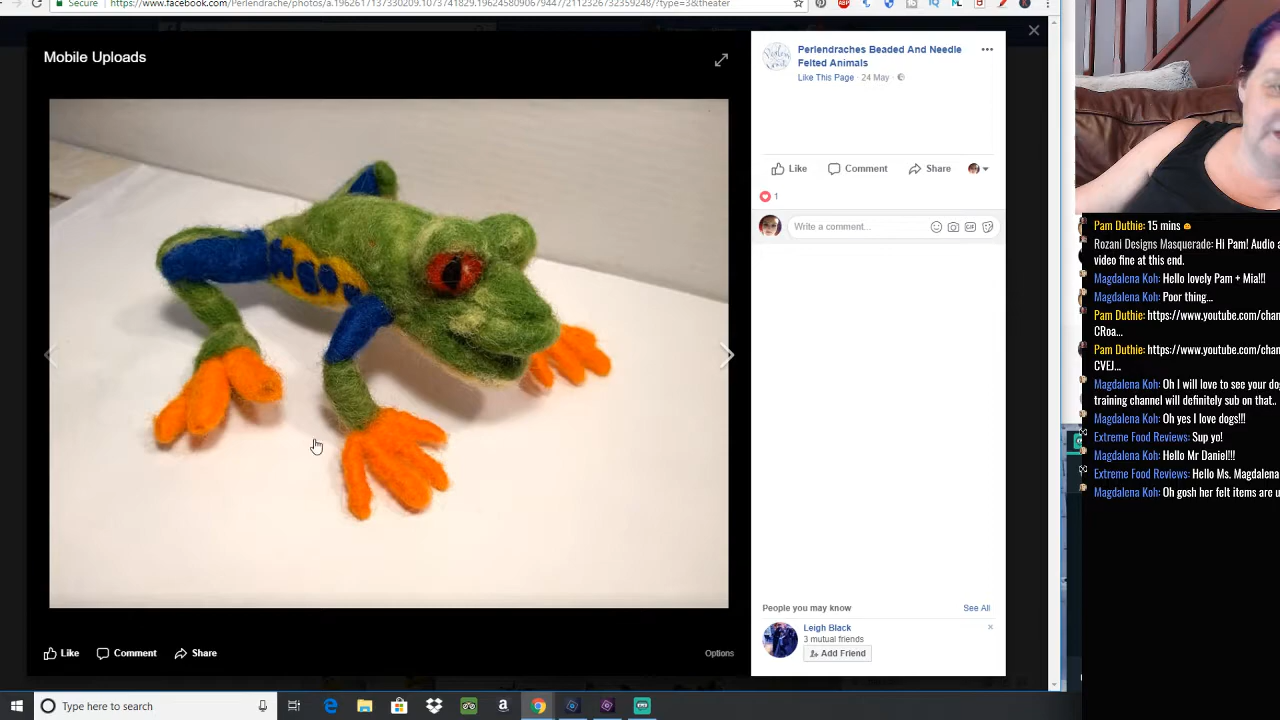 Secure https://www.facebook.com/Perlendrache/photos/a.1962617137330209.1073741829.1962458090679447/2112326732359248/?type=3&theater
Mobile Uploads
Perlendraches Beaded And Needle
Felted Animals
Like This Page · 24 May ·
Like Comment Share
1
Write a comment...
People you may know See All
Leigh Black
3 mutual friends
Add Friend
Like Comment Share
Options
Pam Duthie: 15 mins
Rozani Designs Masquerade: Hi Pam! Audio a
video fine at this end.
Magdalena Koh: Hello lovely Pam + Mia!!!
Magdalena Koh: Poor thing...
Pam Duthie: https://www.youtube.com/chan
CRoa...
Pam Duthie: https://www.youtube.com/chan
CVEJ...
Magdalena Koh: Oh I will love to see your do
training channel will definitely sub on that..
Magdalena Koh: Oh yes I love dogs!!!
Extreme Food Reviews: Sup yo!
Magdalena Koh: Hello Mr Daniel!!!
Extreme Food Reviews: Hello Ms. Magdalena
Magdalena Koh: Oh gosh her felt items are u
Type here to search